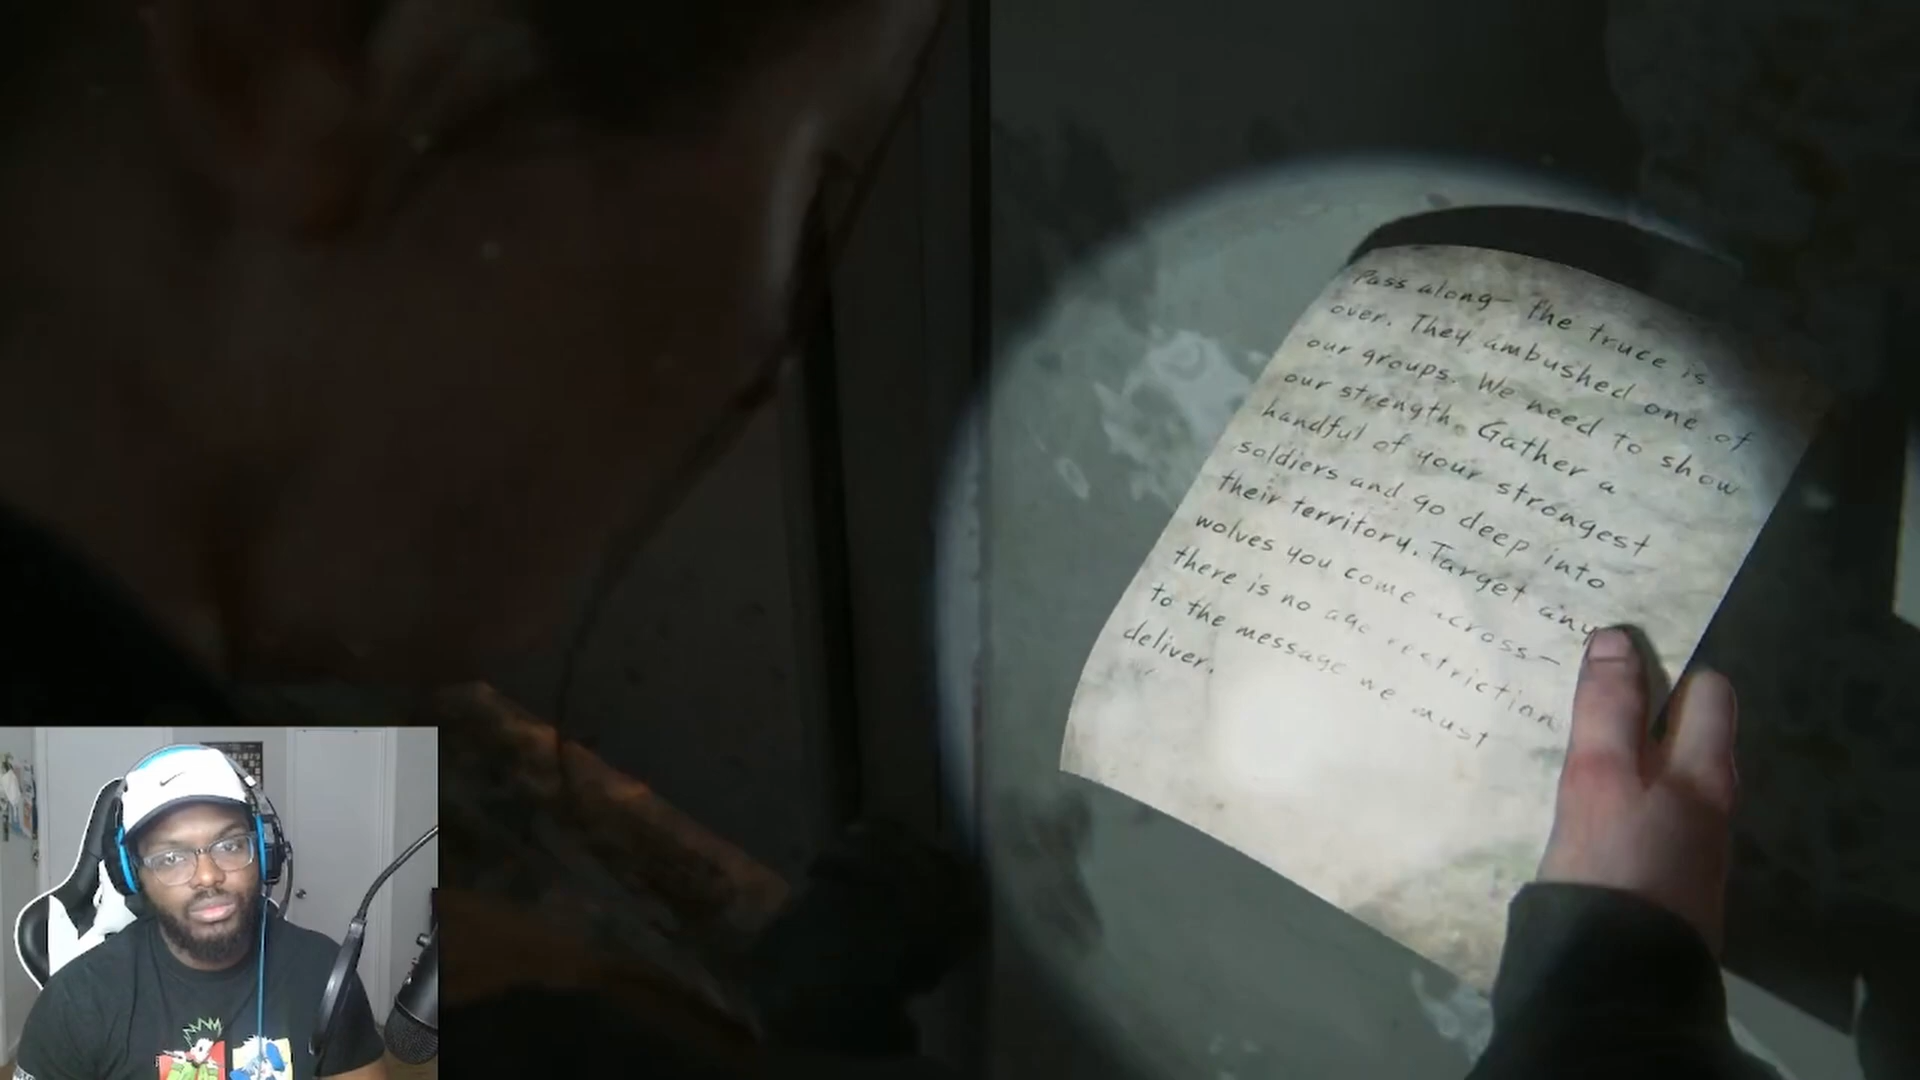 Pass along— the truce is
over. They ambushed one of
our groups. We need to show
our strength. Gather a
handful of your strongest
soldiers and go deep into
their territory. Target any
wolves you come across—
there is no age restriction
to the message we must
deliver.